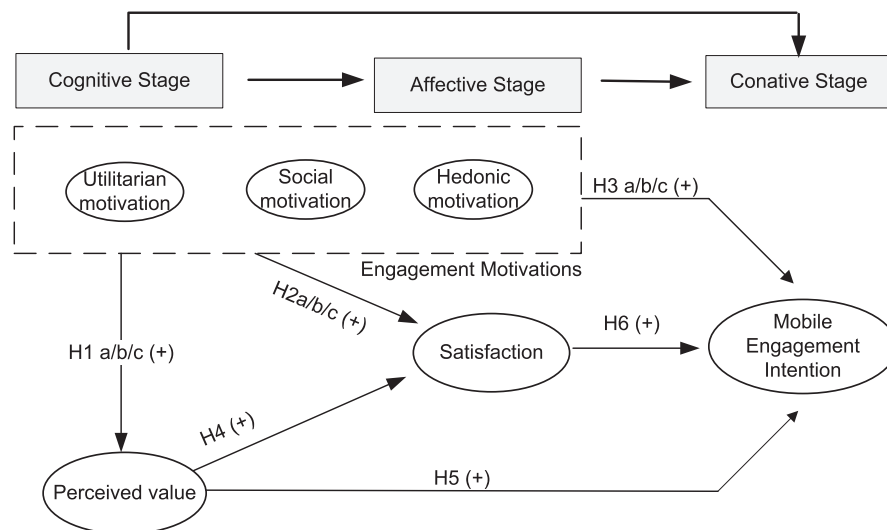 Cognitive Stage
Affective Stage
Conative Stage
Utilitarian
motivation
Social
motivation
Hedonic
motivation
H3 a/b/c (+)
Engagement Motivations
H2a/b/c (+)
H1 a/b/c (+)
Satisfaction
H6 (+)
Mobile
Engagement
Intention
H4 (+)
Perceived value
H5 (+)